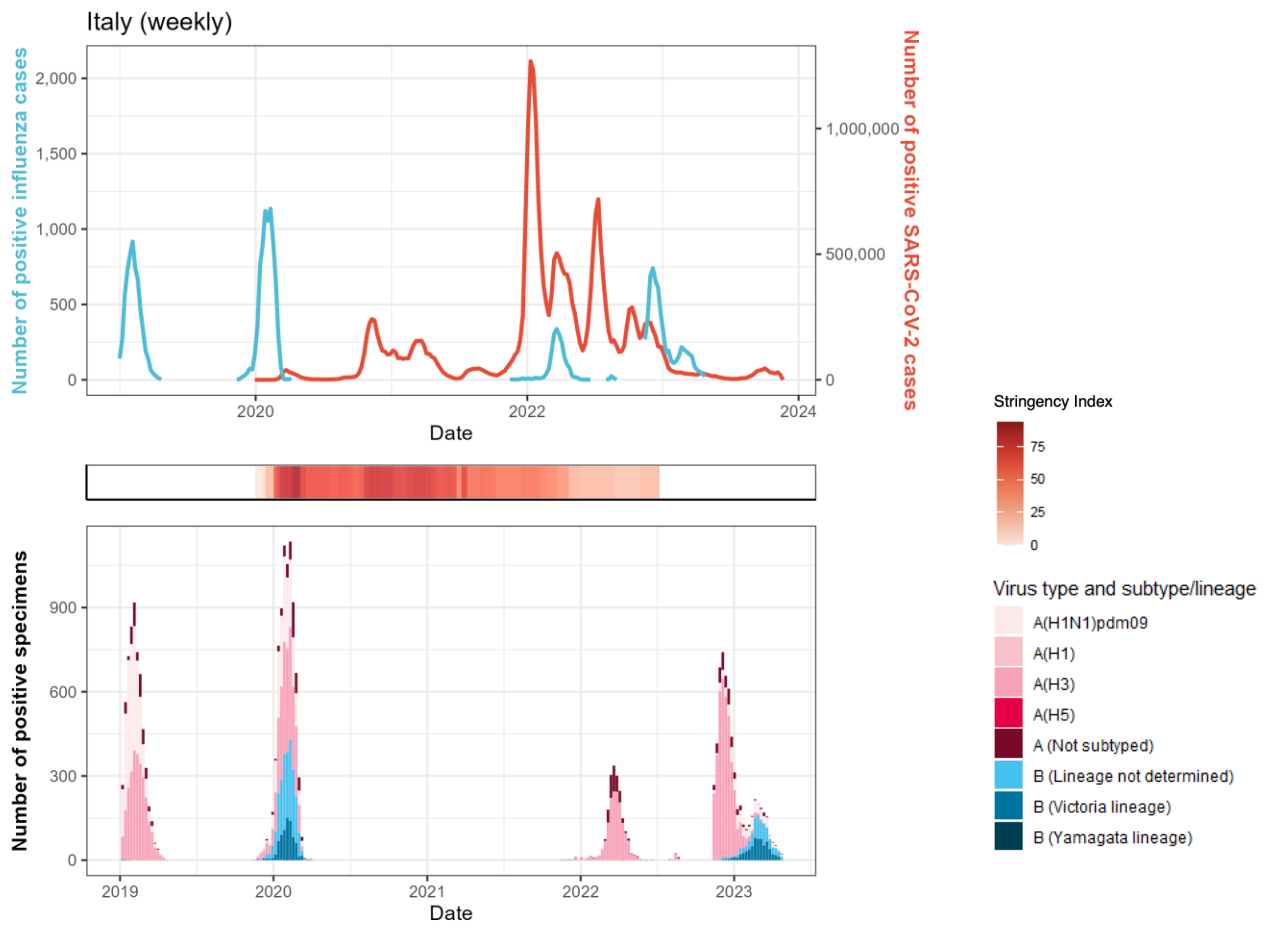 Italy (weekly)
Number of positive influenza cases
2,000
1,500
1,000
500
0
1,000,000
500,000
0
Number of positive SARS-CoV-2 cases
2020
2022
2024
Date
Stringency Index
75
50
25
0
Number of positive specimens
900
600
300
0
2019
2020
2021
2022
2023
Date
Virus type and subtype/lineage
A(H1N1)pdm09
A(H1)
A(H3)
A(H5)
A (Not subtyped)
B (Lineage not determined)
B (Victoria lineage)
B (Yamagata lineage)